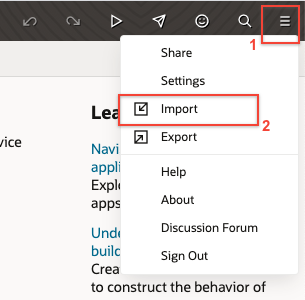 1
Share
Settings
Import
2
Export
Help
About
Discussion Forum
Sign Out
Lea
vice
Navi
appli
Explo
apps
Unde
build
Crea
to construct the behavior of